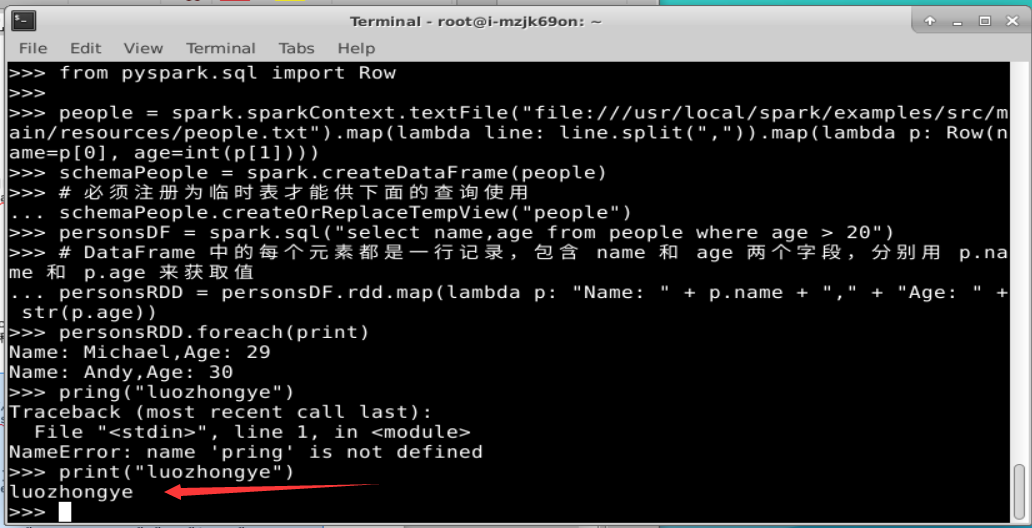 Terminal - root@i-mzjk69on: ~
File Edit View Terminal Tabs Help
>>> from pyspark.sql import Row
>>>
>>> people = spark.sparkContext.textFile("file:///usr/local/spark/examples/src/m
ain/resources/people.txt").map(lambda line: line.split(",")).map(lambda p: Row(n
ame=p[0], age=int(p[1])))
>>> schemaPeople = spark.createDataFrame(people)
>>> # 必须注册为临时表才能供下面的查询使用
... schemaPeople.createOrReplaceTempView("people")
>>> personsDF = spark.sql("select name,age from people where age > 20")
>>> # DataFrame 中的每个元素都是一行记录，包含 name 和 age 两个字段，分别用 p.na
me 和 p.age 来获取值
... personsRDD = personsDF.rdd.map(lambda p: "Name: " + p.name + "," + "Age: " +
 str(p.age))
>>> personsRDD.foreach(print)
Name: Michael,Age: 29
Name: Andy,Age: 30
>>> pring("luozhongye")
Traceback (most recent call last):
  File "<stdin>", line 1, in <module>
NameError: name 'pring' is not defined
>>> print("luozhongye")
luozhongye
>>>